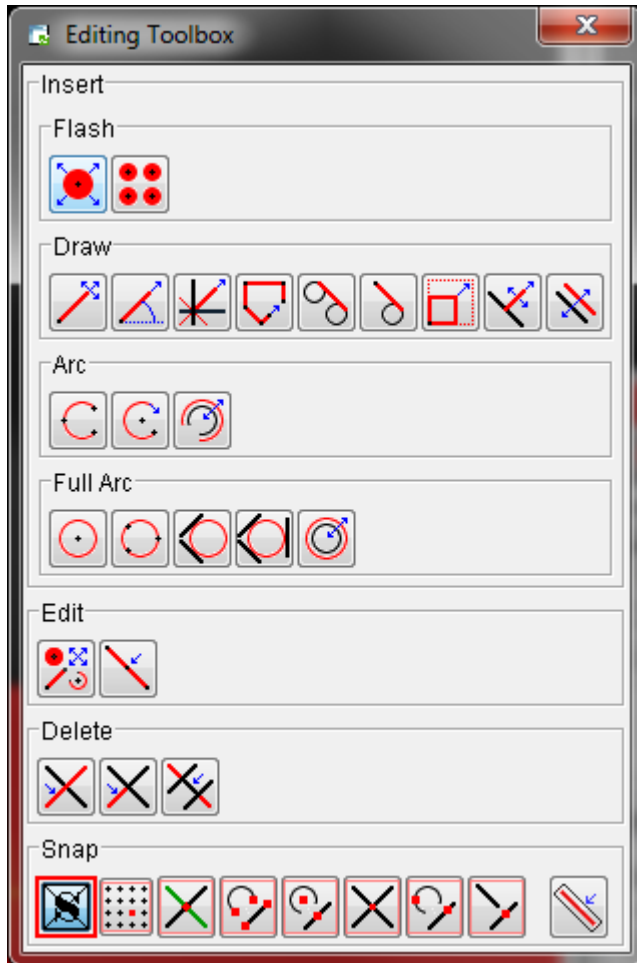 Editing Toolbox
Insert
Flash
Draw
Arc
Full Arc
Edit
Delete
Snap
S